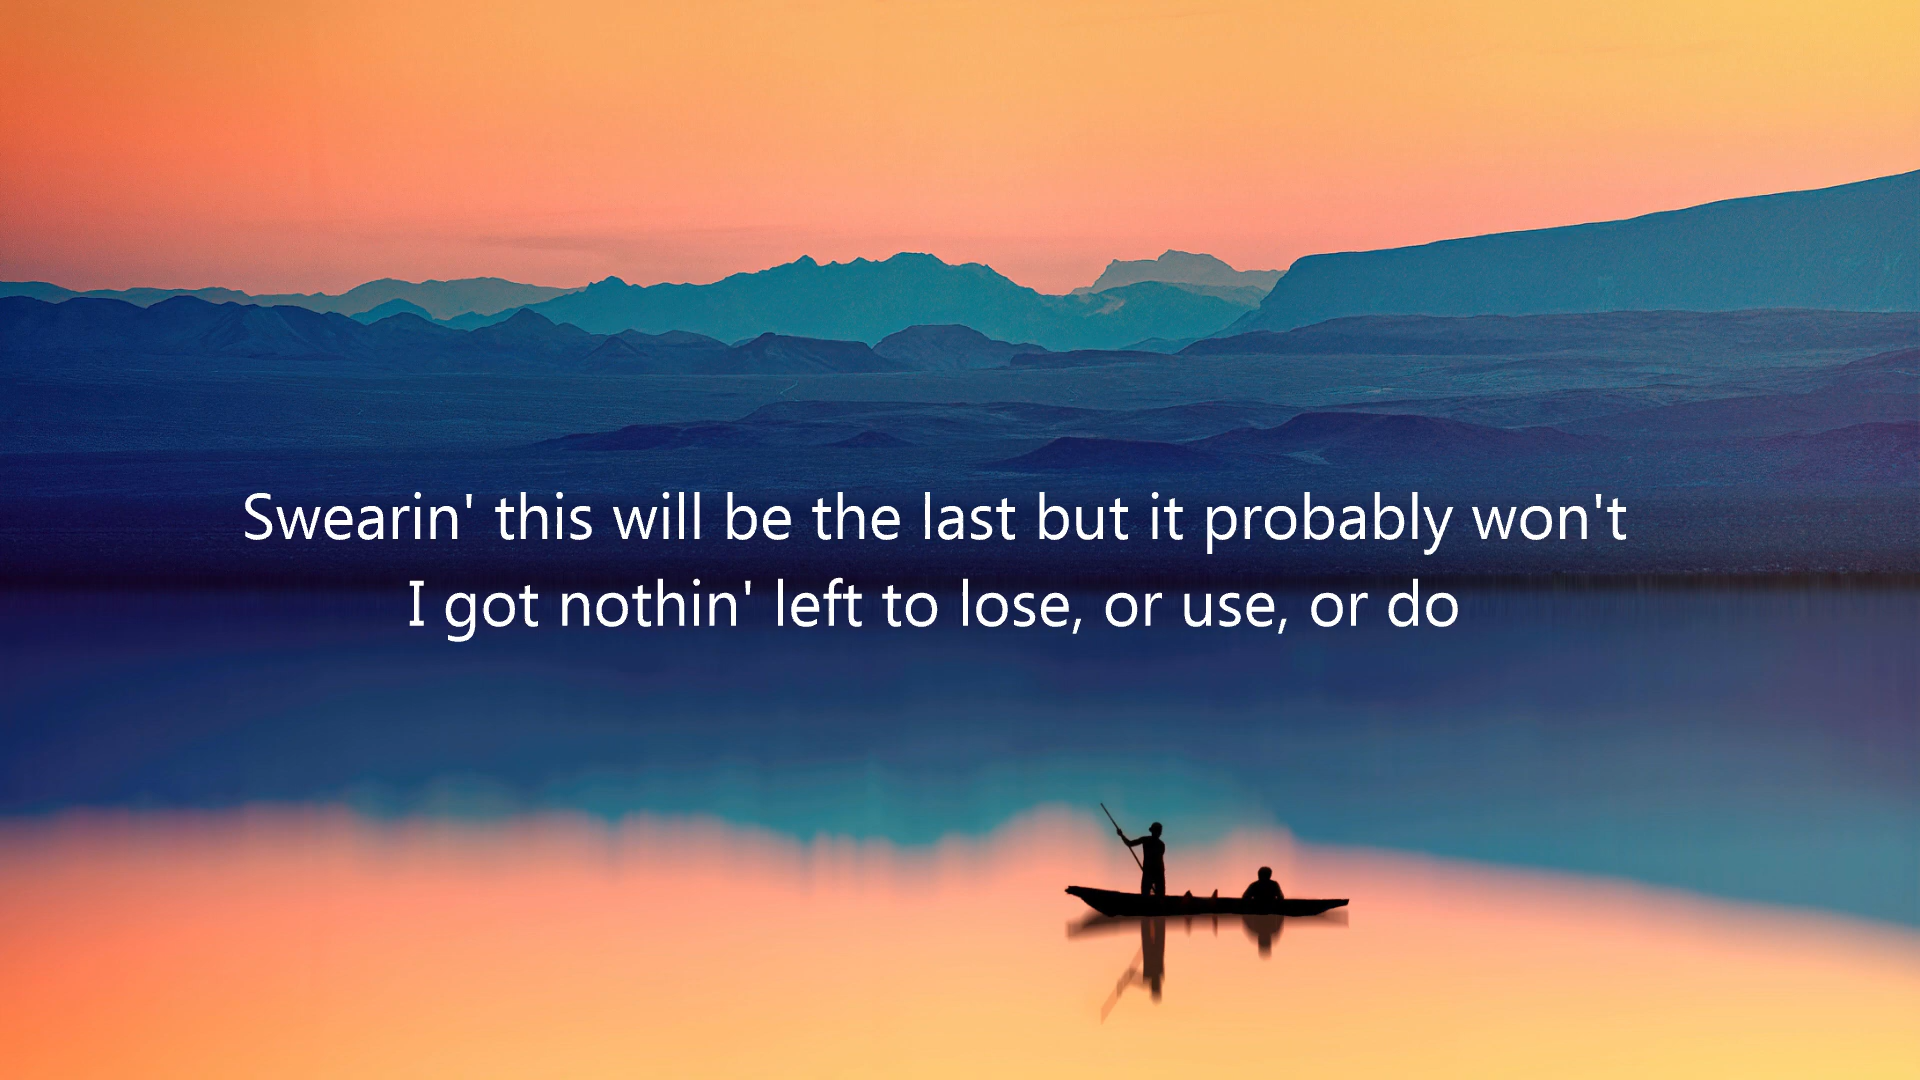 Swearin' this will be the last but it probably won't
I got nothin' left to lose, or use, or do